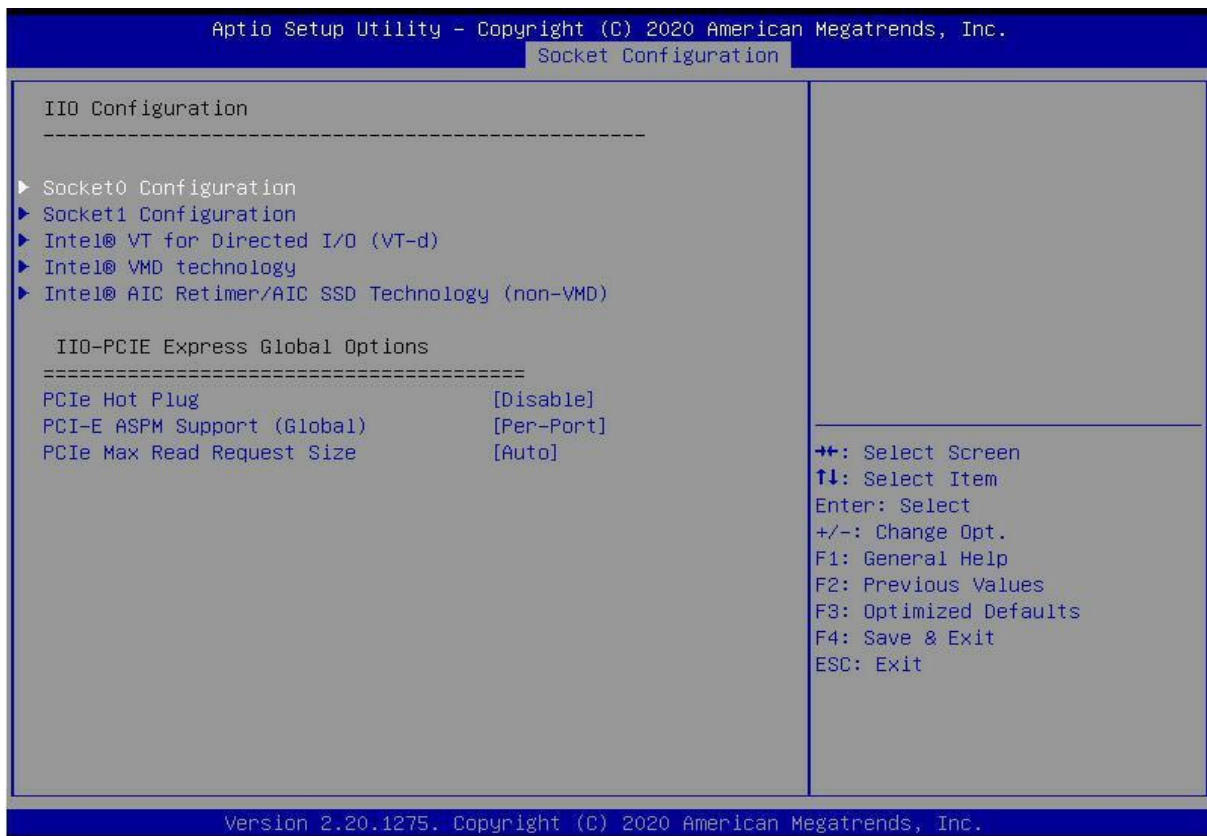 Aptio Setup Utility – Copyright (C) 2020 American Megatrends, Inc.
Socket Configuration
IIO Configuration
--------------------------------------------------
▶ Socket0 Configuration
▶ Socket1 Configuration
▶ Intel® VT for Directed I/O (VT-d)
▶ Intel® VMD technology
▶ Intel® AIC Retimer/AIC SSD Technology (non-VMD)
IIO-PCIE Express Global Options
========================================
PCIe Hot Plug [Disable]
PCI-E ASPM Support (Global) [Per-Port]
PCIe Max Read Request Size [Auto]
→←: Select Screen
↑↓: Select Item
Enter: Select
+/-: Change Opt.
F1: General Help
F2: Previous Values
F3: Optimized Defaults
F4: Save & Exit
ESC: Exit
Version 2.20.1275. Copyright (C) 2020 American Megatrends, Inc.